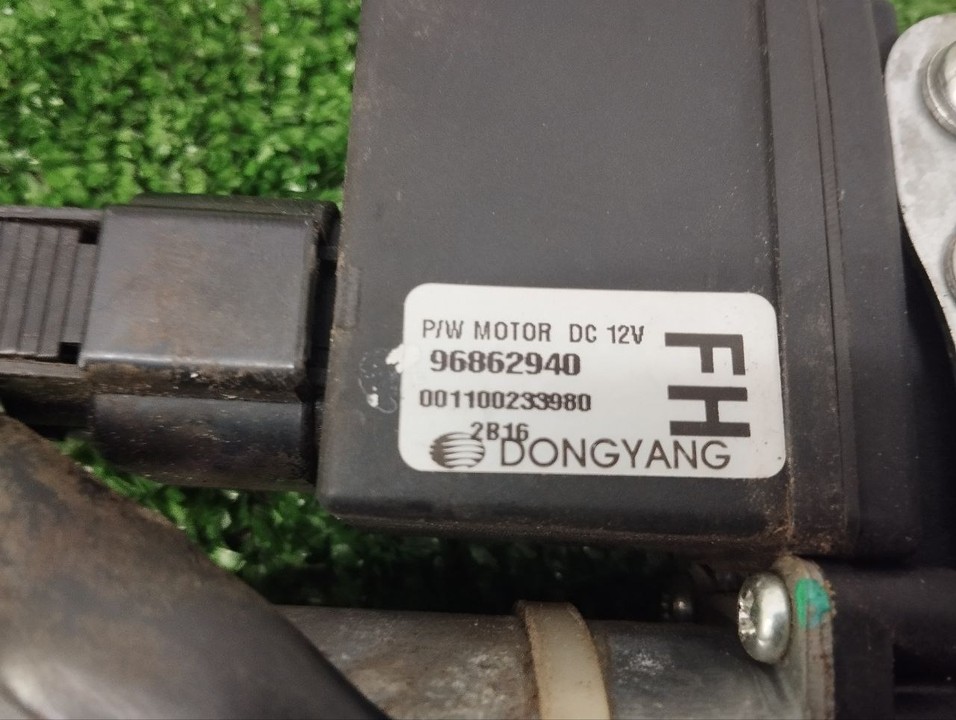 P/W MOTOR DC 12V
96862940
001100233980
2B16
DONGYANG
FH